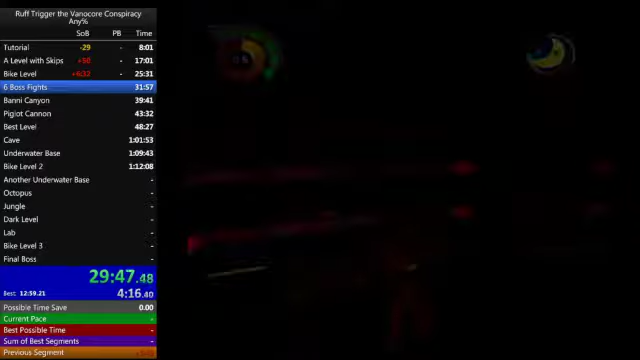 Ruff Trigger the Vanocore Conspiracy
Any%
SoB PB Time
Tutorial -29 - 8:01
A Level with Skips +50 - 17:01
Bike Level +6:32 - 25:31
6 Boss Fights 31:57
Banni Canyon 39:41
Piglot Cannon 43:32
Best Level 48:27
Cave 1:01:53
Underwater Base 1:09:43
Bike Level 2 1:12:08
Another Underwater Base -
Octopus -
Jungle -
Dark Level -
Lab -
Bike Level 3 -
Final Boss -
29:47.48
Best: 12:59.21 4:16.40
Possible Time Save 0.00
Current Pace -
Best Possible Time -
Sum of Best Segments -
Previous Segment